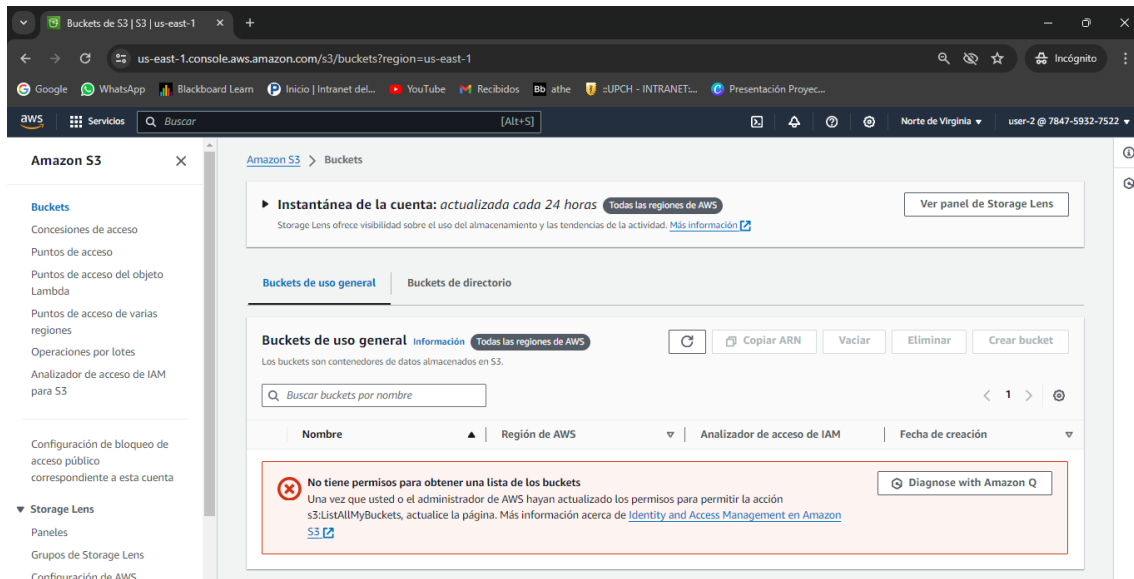 Buckets de S3 | S3 | us-east-1
us-east-1.console.aws.amazon.com/s3/buckets?region=us-east-1
Incógnito
Google WhatsApp Blackboard Learn Inicio | Intranet del... YouTube Recibidos Bb athe ::UPCH - INTRANET:... Presentación Proyec...
aws Servicios Buscar [Alt+S] Norte de Virginia user-2 @ 7847-5932-7522
Amazon S3
Buckets
Concesiones de acceso
Puntos de acceso
Puntos de acceso del objeto
Lambda
Puntos de acceso de varias
regiones
Operaciones por lotes
Analizador de acceso de IAM
para S3
Configuración de bloqueo de
acceso público
correspondiente a esta cuenta
Storage Lens
Paneles
Grupos de Storage Lens
Configuración de AWS
Amazon S3 > Buckets
Instantánea de la cuenta: actualizada cada 24 horas Todas las regiones de AWS
Storage Lens ofrece visibilidad sobre el uso del almacenamiento y las tendencias de la actividad. Más información
Ver panel de Storage Lens
Buckets de uso general Buckets de directorio
Buckets de uso general Información Todas las regiones de AWS
Los buckets son contenedores de datos almacenados en S3.
Copiar ARN Vaciar Eliminar Crear bucket
Buscar buckets por nombre
1
Nombre Región de AWS Analizador de acceso de IAM Fecha de creación
No tiene permisos para obtener una lista de los buckets
Una vez que usted o el administrador de AWS hayan actualizado los permisos para permitir la acción
s3:ListAllMyBuckets, actualice la página. Más información acerca de Identity and Access Management en Amazon
S3
Diagnose with Amazon Q